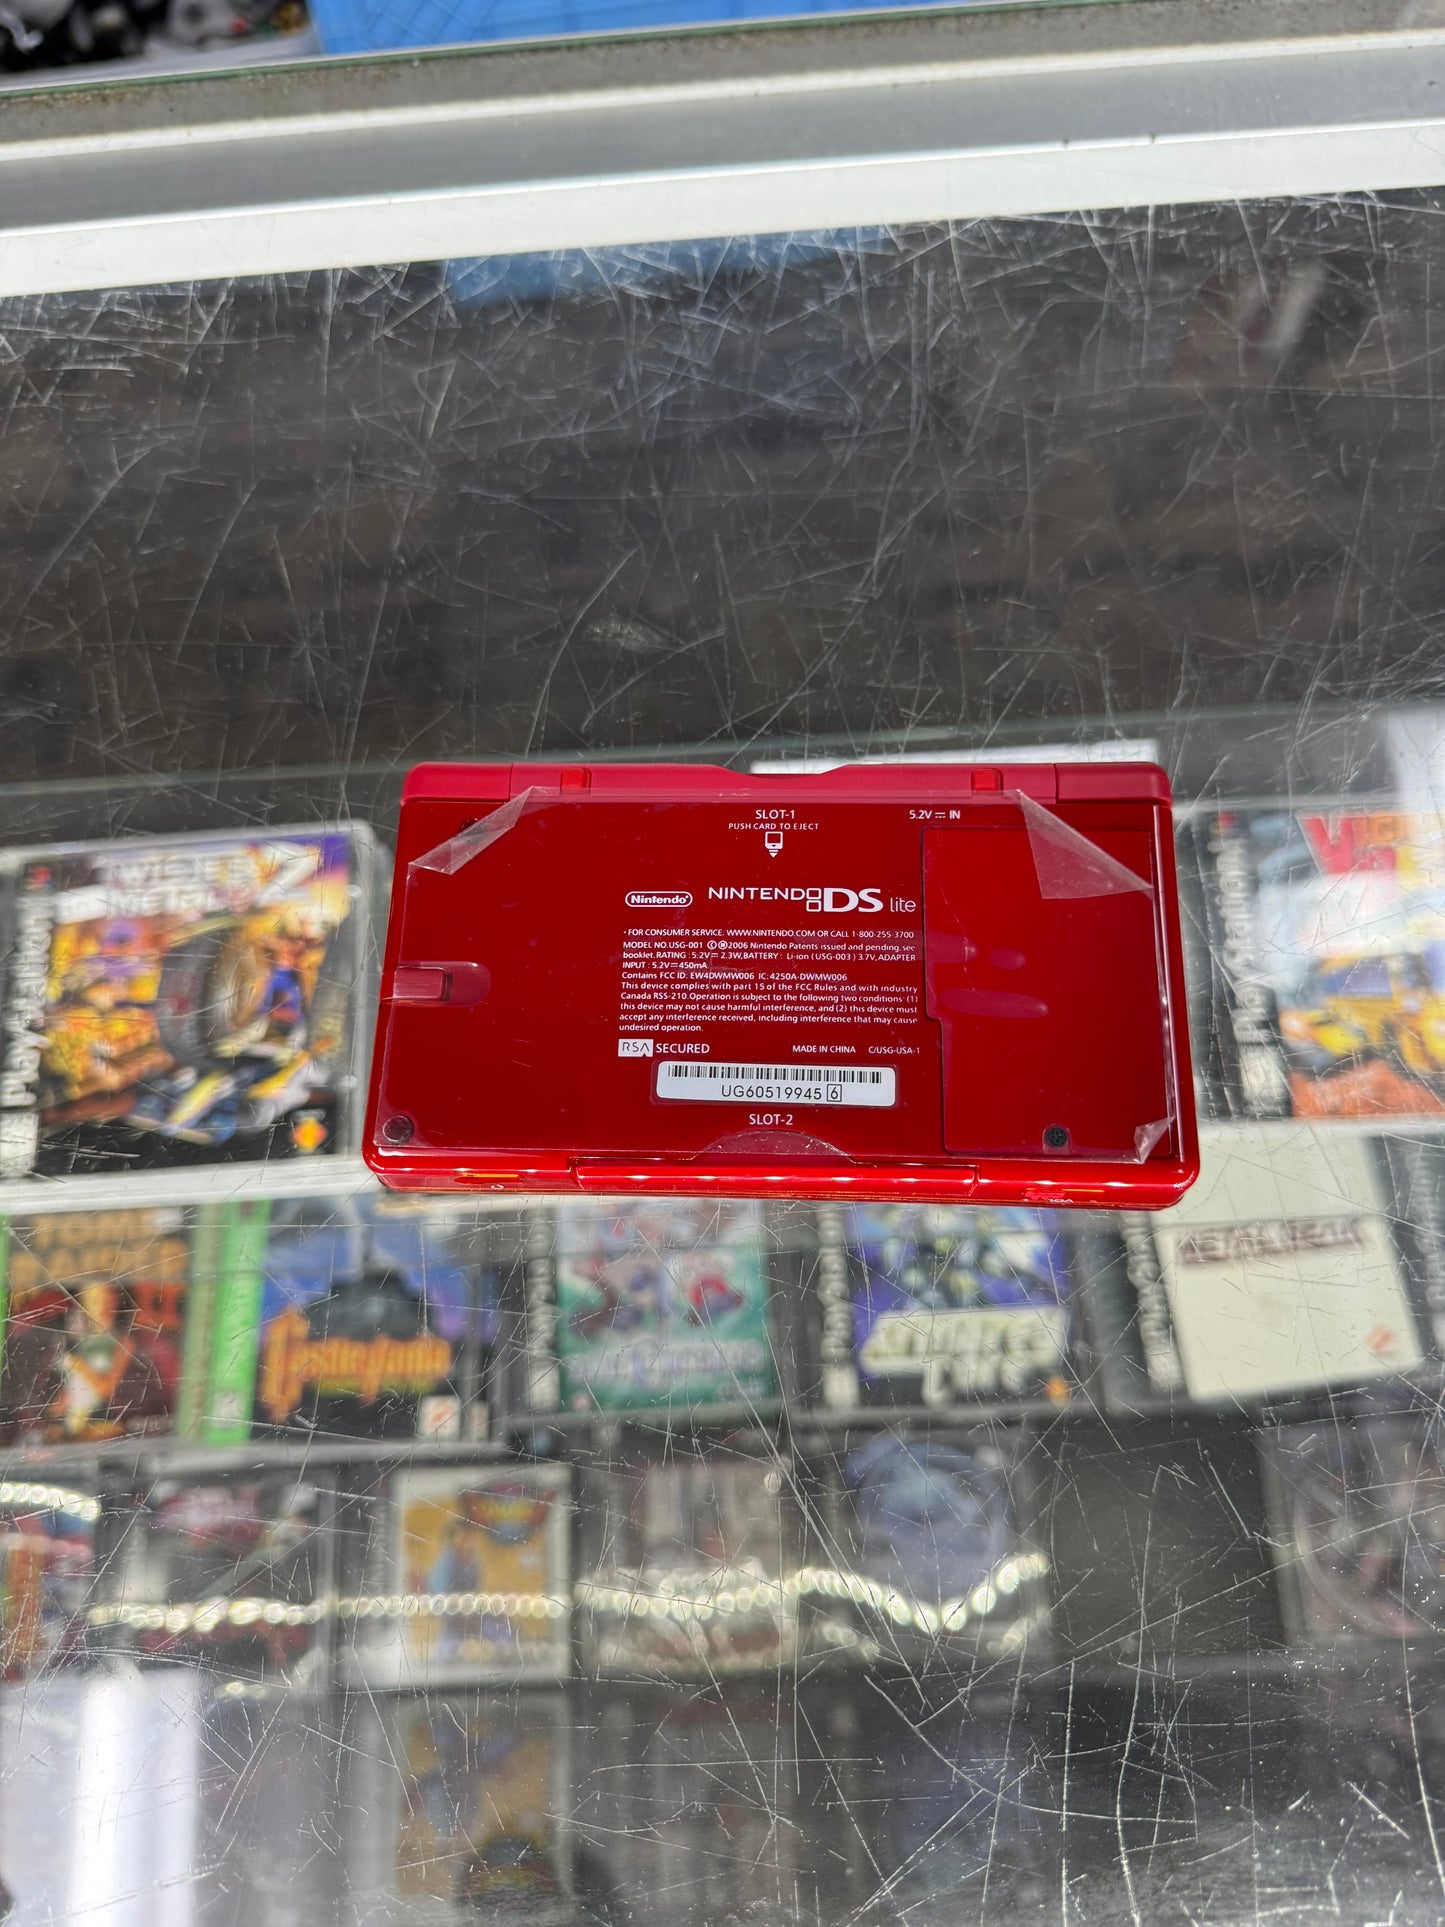 SLOT-1
PUSH CARD TO EJECT
5.2V ⎓ IN
Nintendo
NINTENDO DS lite
• FOR CONSUMER SERVICE: WWW.NINTENDO.COM OR CALL 1-800-255-3700
MODEL NO.USG-001 ©Ⓜ2006 Nintendo Patents issued and pending, see
booklet. RATING : 5.2V⎓ 2.3W, BATTERY : Li-ion (USG-003) 3.7V, ADAPTER
INPUT : 5.2V⎓450mA
Contains FCC ID: EW4DWMW006 IC: 4250A-DWMW006
This device complies with part 15 of the FCC Rules and with industry
Canada RSS-210.Operation is subject to the following two conditions (1)
this device may not cause harmful interference, and (2) this device must
accept any interference received, including interference that may cause
undesired operation.
RSA SECURED
MADE IN CHINA C/USG-USA-1
UG60519945 6
SLOT-2
PlayStation
PlayStation
Castlevania